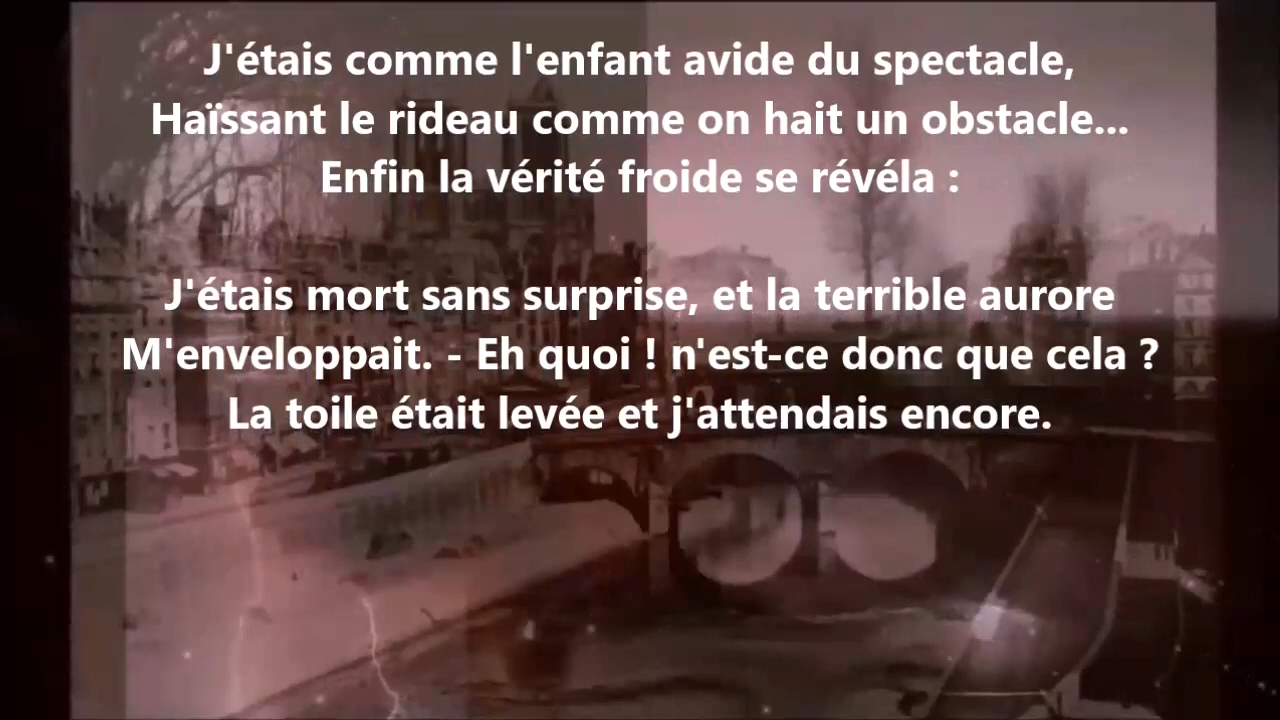 J'étais comme l'enfant avide du spectacle,
Haïssant le rideau comme on hait un obstacle...
Enfin la vérité froide se révéla :
J'étais mort sans surprise, et la terrible aurore
M'enveloppait. - Eh quoi ! n'est-ce donc que cela ?
La toile était levée et j'attendais encore.